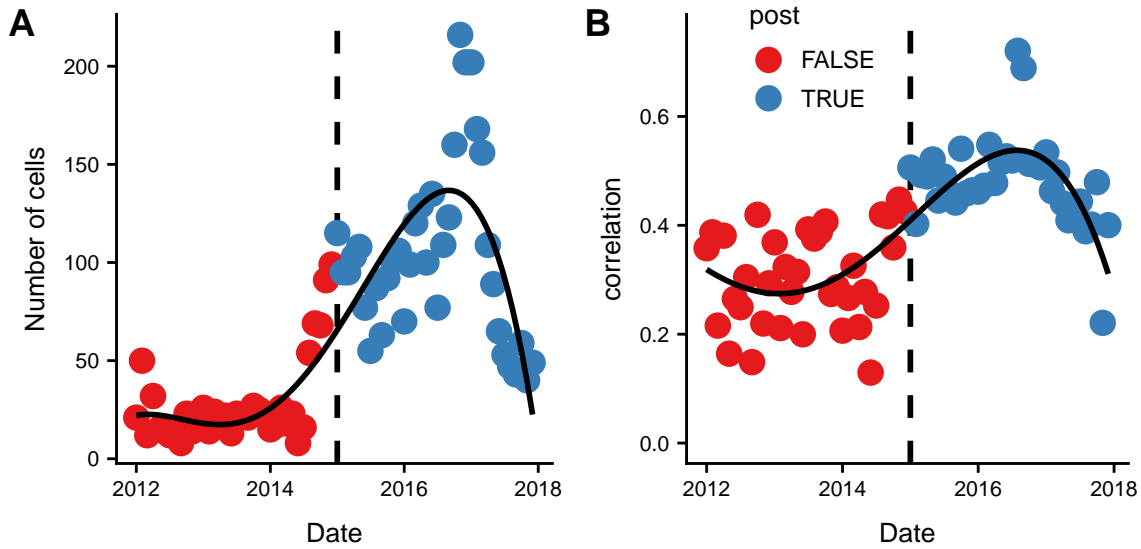 A
Number of cells
200
150
100
50
0
2012
2014
2016
2018
Date
B
post
FALSE
TRUE
correlation
0.6
0.4
0.2
0.0
2012
2014
2016
2018
Date